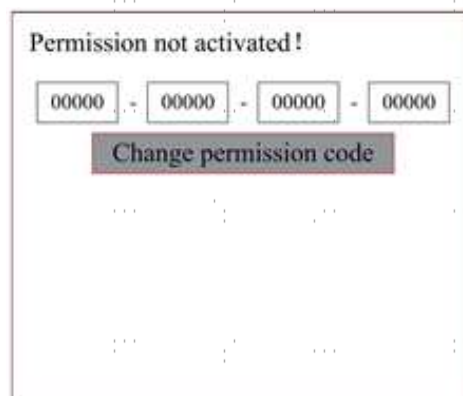 Permission not activated!
00000 - 00000 - 00000 - 00000
Change permission code